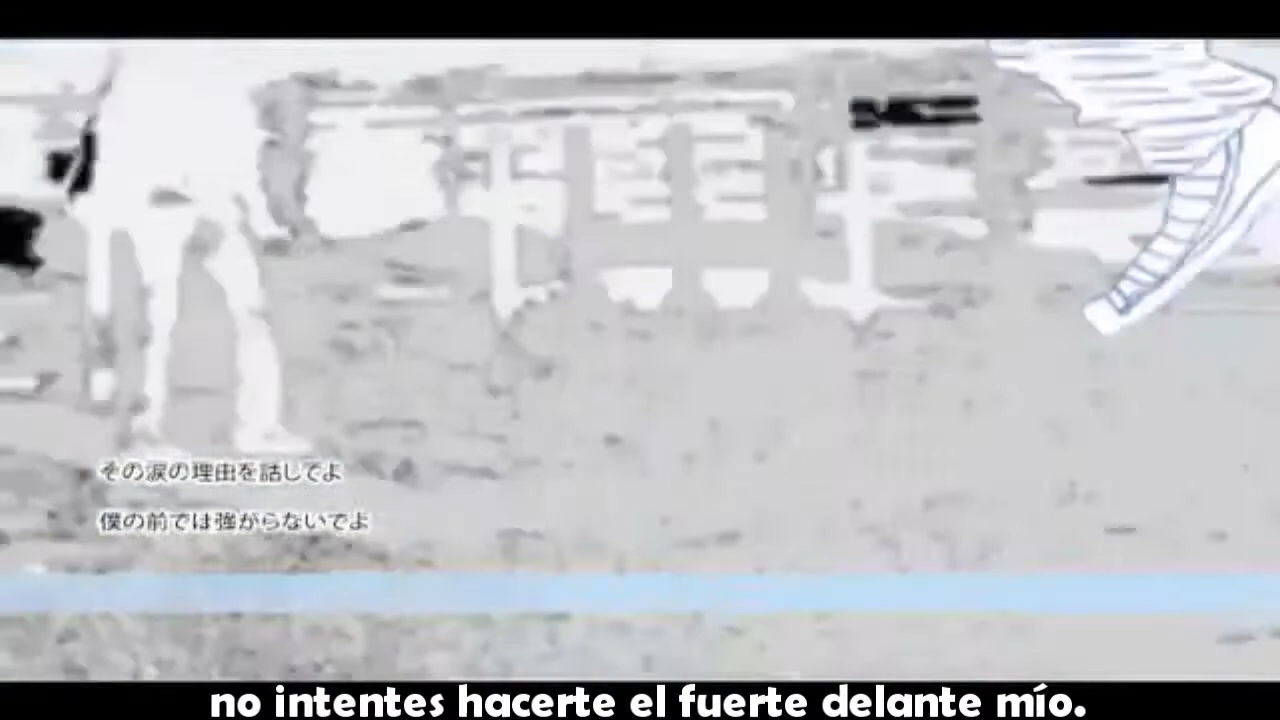 その涙の理由を話してよ
僕の前では強がらないでよ
no intentes hacerte el fuerte delante mío.